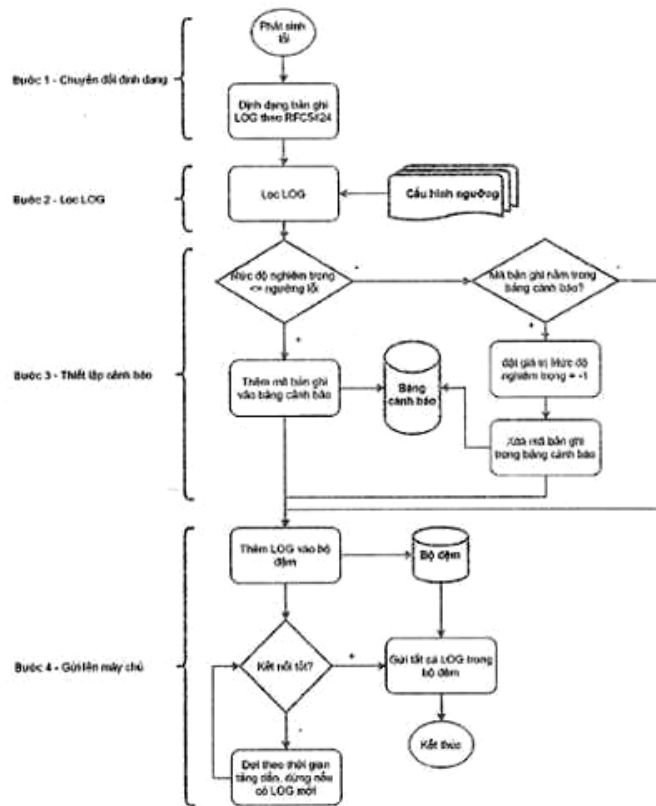 Phát sinh
lỗi
Bước 1 - Chuyển đổi định dạng
Định dạng bản ghi
LOG theo RFC5424
Bước 2 - Lọc LOG
Lọc LOG
Cấu hình ngưỡng
Mức độ nghiêm trọng
<= ngưỡng lỗi
-
Mã bản ghi nằm trong
bảng cảnh báo?
-
+
+
Bước 3 - Thiết lập cảnh báo
Thêm mã bản ghi
vào bảng cảnh báo
Bảng
cảnh báo
đặt giá trị Mức độ
nghiêm trọng = -1
Xóa mã bản ghi
trong bảng cảnh báo
Thêm LOG vào bộ
đệm
Bộ đệm
Bước 4 - Gửi lên máy chủ
Kết nối tốt?
+
Gửi tất cả LOG trong
bộ đệm
-
Kết thúc
Đợi theo thời gian
tăng dần, dừng nếu
có LOG mới